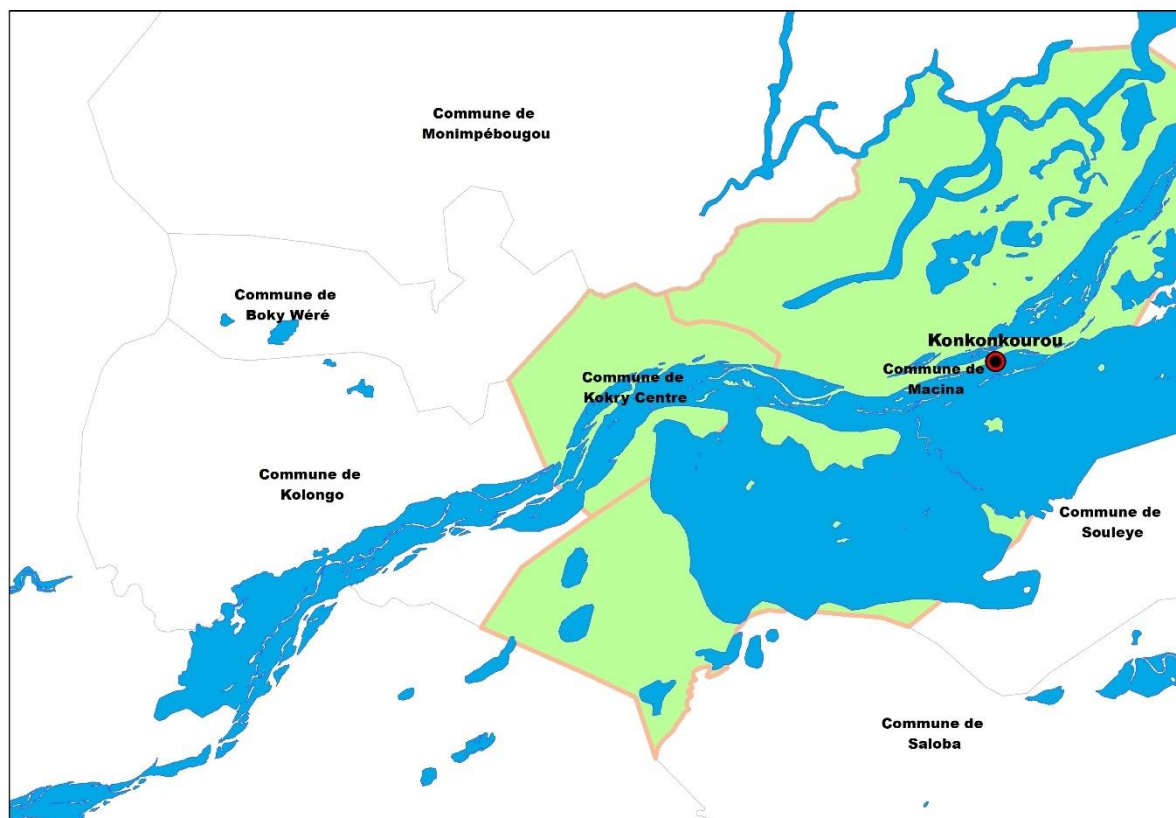 Commune de
Monimpébougou
Commune de
Boky Wéré
Konkonkourou
Commune de
Macina
Commune de
Kokry Centre
Commune de
Kolongo
Commune de
Souleye
Commune de
Saloba